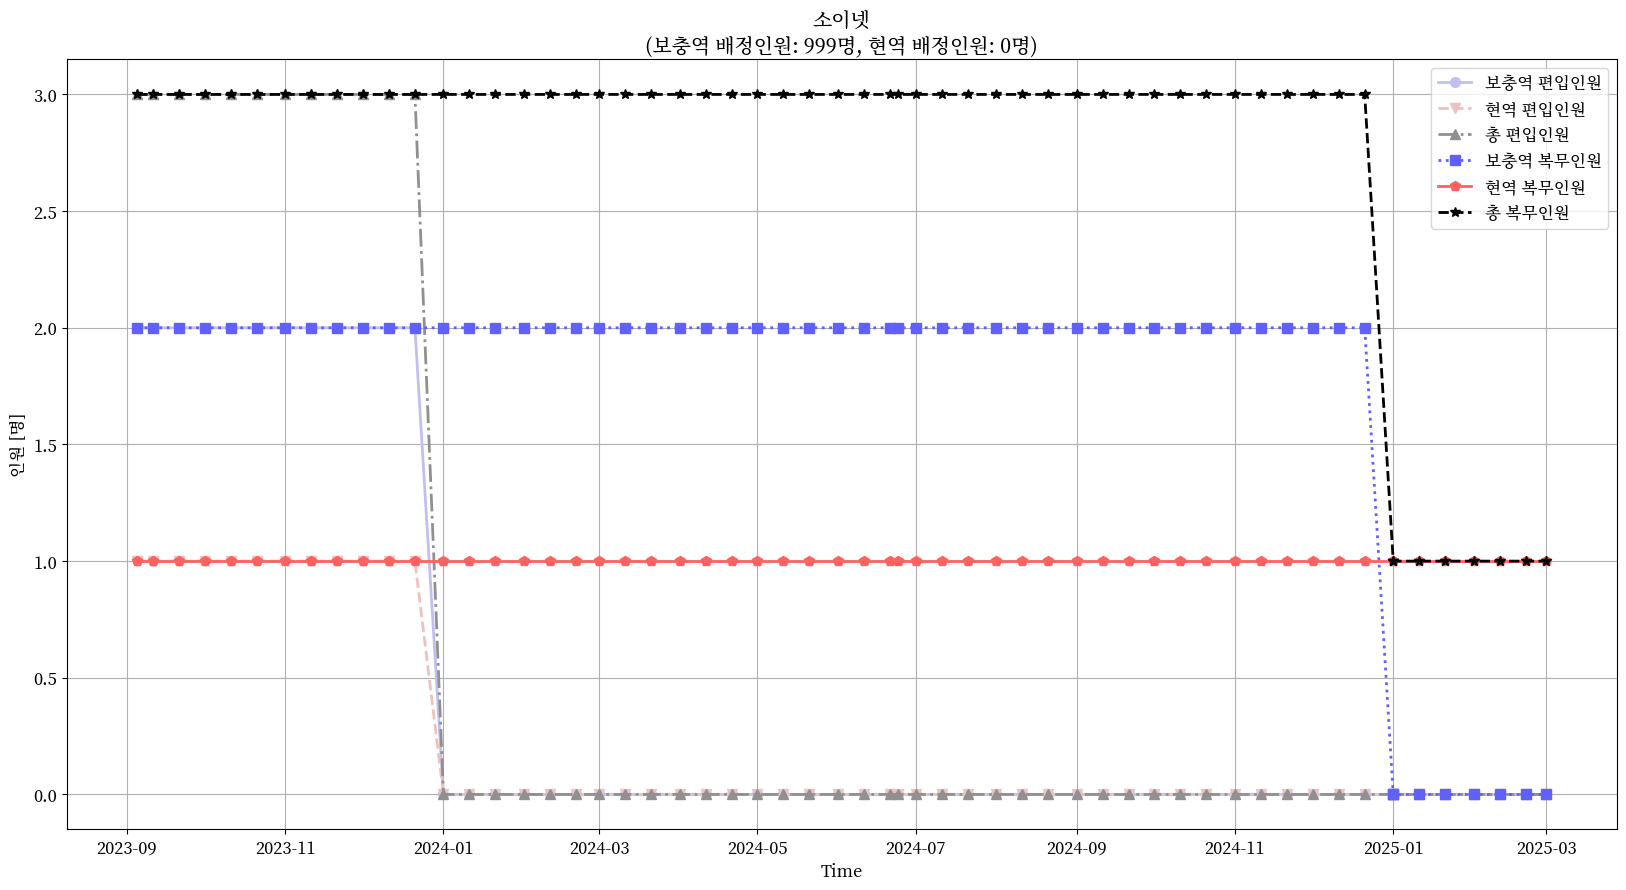 소이넷
(보충역 배정인원: 999명, 현역 배정인원: 0명)
보충역 편입인원
현역 편입인원
총 편입인원
보충역 복무인원
현역 복무인원
총 복무인원
인원 [명]
3.0
2.5
2.0
1.5
1.0
0.5
0.0
2023-09
2023-11
2024-01
2024-03
2024-05
2024-07
2024-09
2024-11
2025-01
2025-03
Time